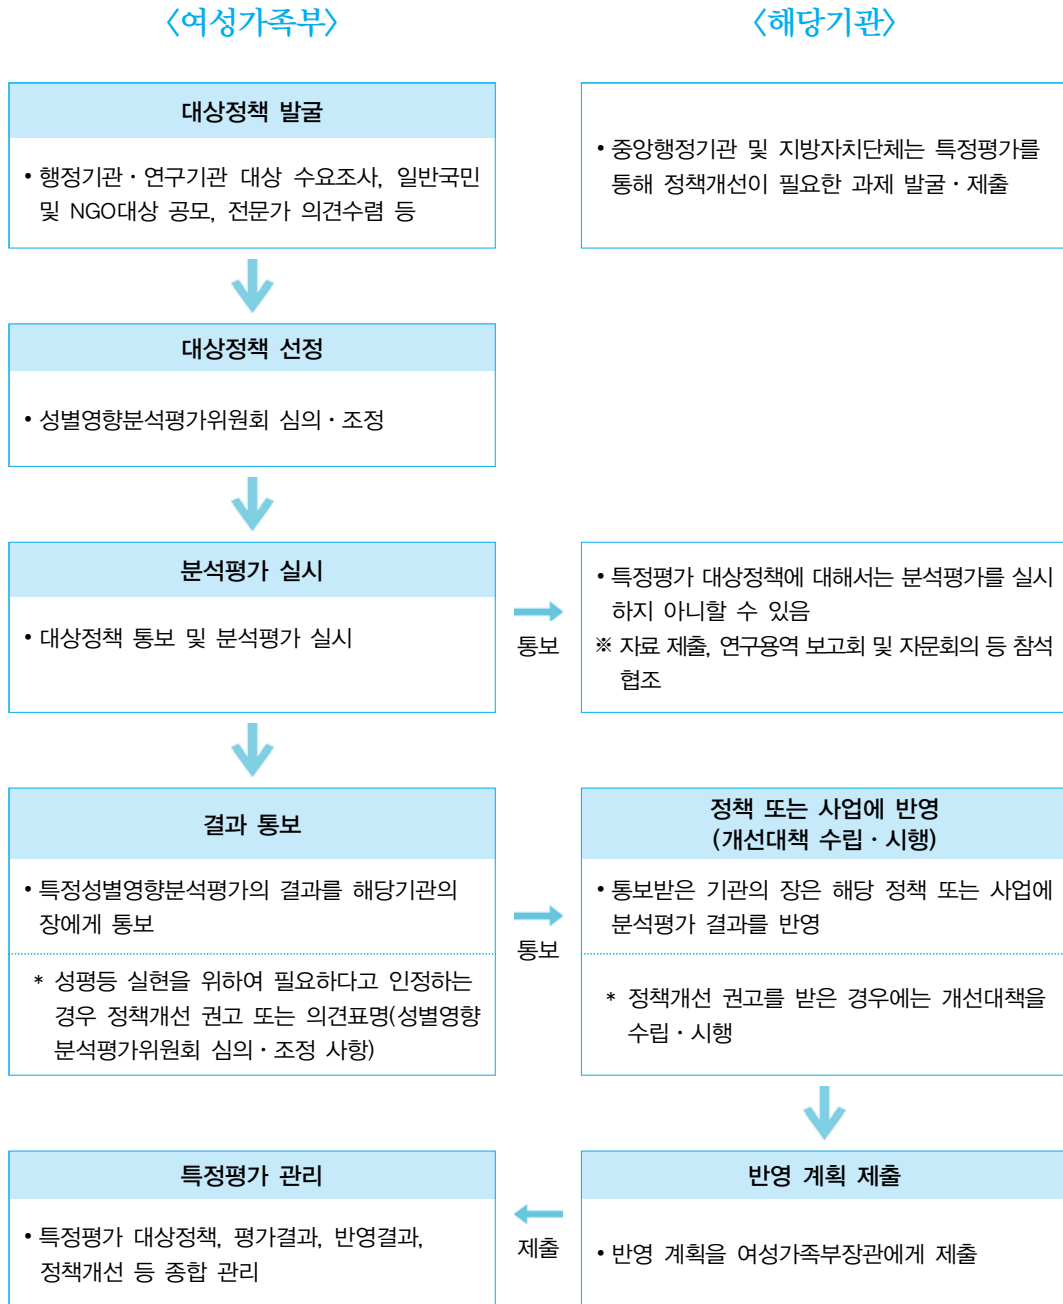 〈여성가족부〉
〈해당기관〉
대상정책 발굴
• 행정기관·연구기관 대상 수요조사, 일반국민
및 NGO대상 공모, 전문가 의견수렴 등
• 중앙행정기관 및 지방자치단체는 특정평가를
통해 정책개선이 필요한 과제 발굴·제출
대상정책 선정
• 성별영향분석평가위원회 심의·조정
분석평가 실시
• 대상정책 통보 및 분석평가 실시
통보
• 특정평가 대상정책에 대해서는 분석평가를 실시
하지 아니할 수 있음
※ 자료 제출, 연구용역 보고회 및 자문회의 등 참석
협조
결과 통보
• 특정성별영향분석평가의 결과를 해당기관의
장에게 통보
* 성평등 실현을 위하여 필요하다고 인정하는
경우 정책개선 권고 또는 의견표명(성별영향
분석평가위원회 심의·조정 사항)
통보
정책 또는 사업에 반영
(개선대책 수립·시행)
• 통보받은 기관의 장은 해당 정책 또는 사업에
분석평가 결과를 반영
* 정책개선 권고를 받은 경우에는 개선대책을
수립·시행
특정평가 관리
• 특정평가 대상정책, 평가결과, 반영결과,
정책개선 등 종합 관리
제출
반영 계획 제출
• 반영 계획을 여성가족부장관에게 제출